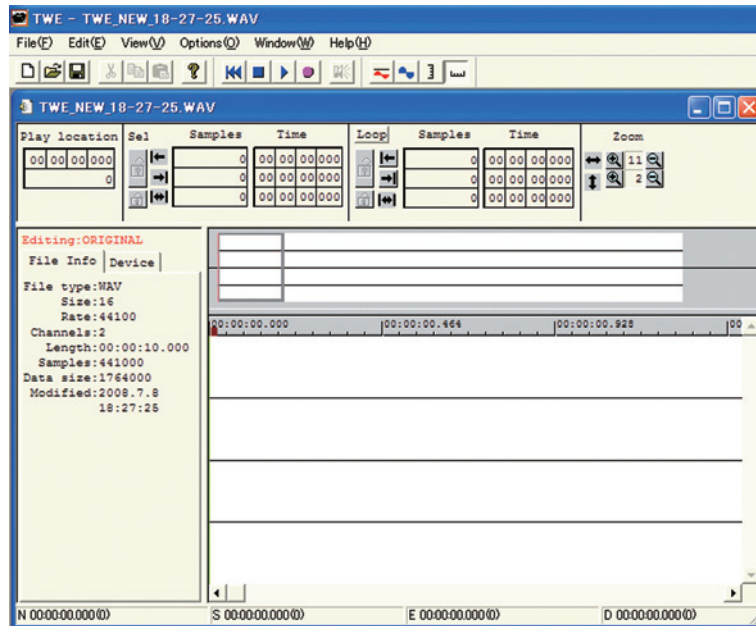 TWE - TWE_NEW_18-27-25.WAV
File(F) Edit(E) View(V) Options(O) Window(W) Help(H)
TWE_NEW_18-27-25.WAV
Play location Sel Samples Time Loop Samples Time Zoom
00 00 00 000 0 00 00 00 000 0 00 00 00 000 11
0 0 00 00 00 000 0 00 00 00 000 2
0 00 00 00 000 0 00 00 00 000
Editing:ORIGINAL
File Info Device
File type:WAV
Size:16
Rate:44100
Channels:2
Length:00:00:10.000
Samples:441000
Data size:1764000
Modified:2008.7.8
18:27:25
00:00:00.000 00:00:00.464 00:00:00.928 00
N 00:00:00.000(0) S 00:00:00.000(0) E 00:00:00.000(0) D 00:00:00.000(0)